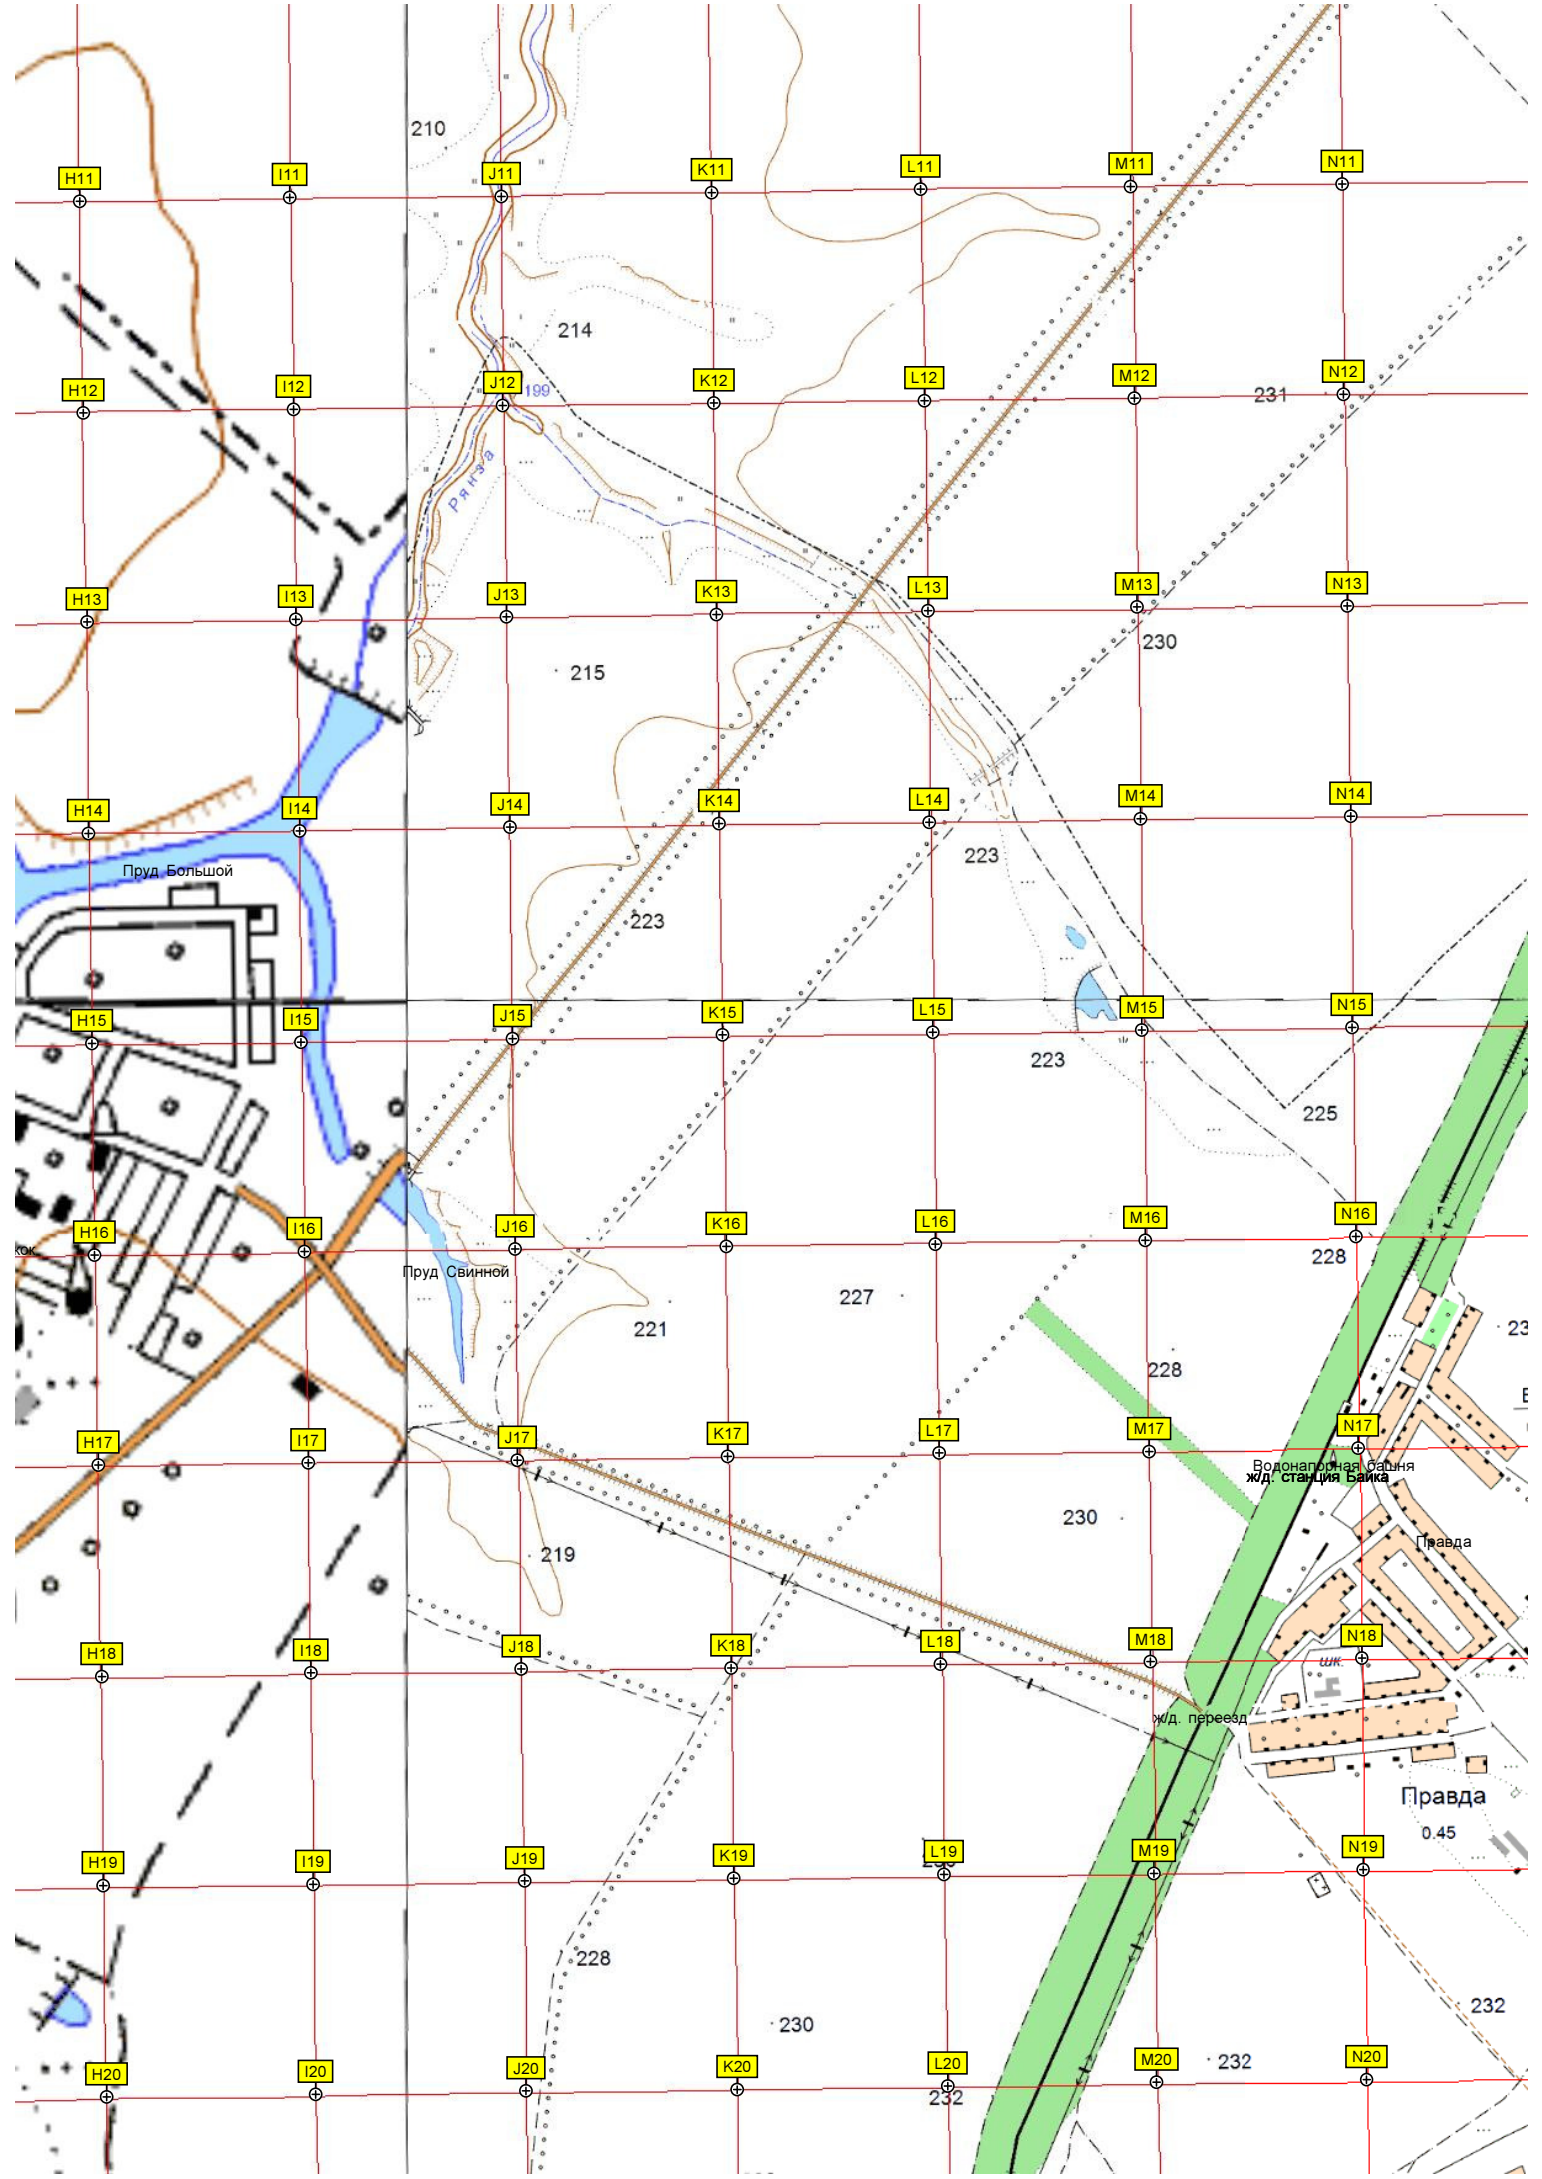 210
H11 I11 J11 K11 L11 M11 N11
214
H12 I12 J12 K12 L12 M12 N12
199
231
Рянза
H13 I13 J13 K13 L13 M13 N13
230
215
H14 I14 J14 K14 L14 M14 N14
Пруд Большой
223
223
H15 I15 J15 K15 L15 M15 N15
223
225
H16 I16 J16 K16 L16 M16 N16
228
Пруд Свинной
227
221
228
H17 I17 J17 K17 L17 M17 N17
Водонапорная башня
ж/д. станция Байка
230
Правда
219
H18 I18 J18 K18 L18 M18 N18
шк.
ж/д. переезд
Правда
0.45
H19 I19 J19 K19 L19 M19 N19
228
232
230
H20 I20 J20 K20 L20 M20 N20
232
232